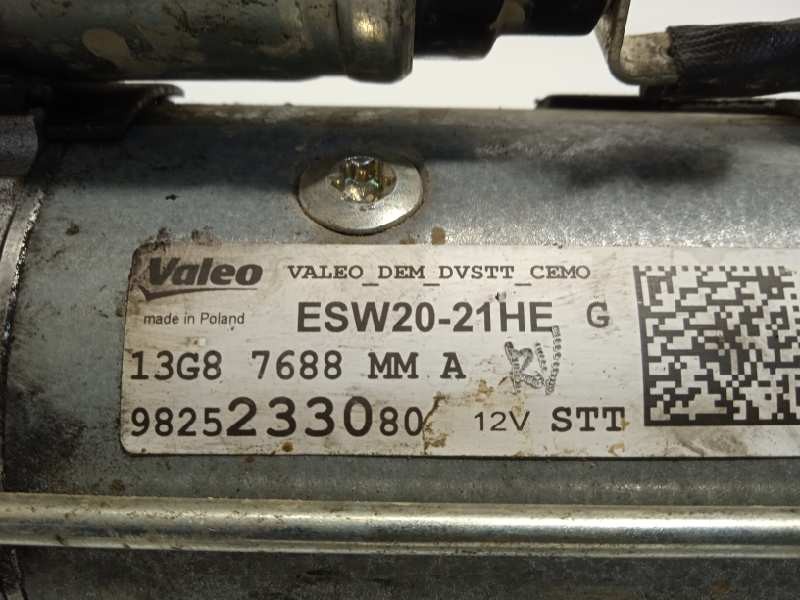 Valeo VALEO_DEM_DVSTT_CEMO
made in Poland ESW20-21HE G
13G8 7688 MM A
9825233080 12V STT